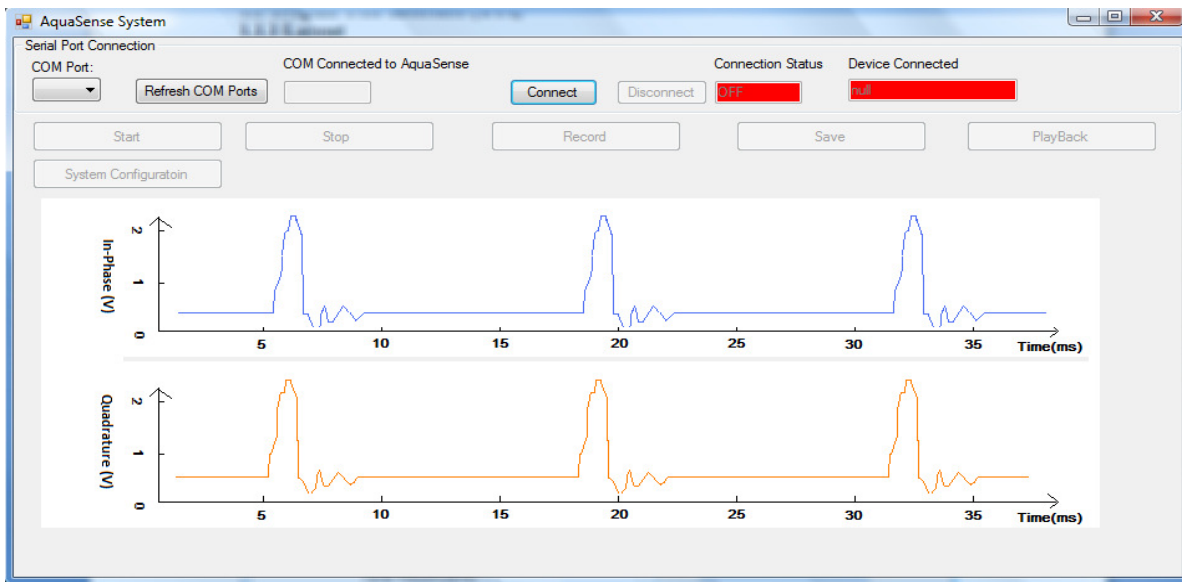 AquaSense System
Serial Port Connection
COM Port: COM Connected to AquaSense Connection Status Device Connected
Refresh COM Ports Connect Disconnect OFF null
Start Stop Record Save PlayBack
System Configuratoin
In-Phase (V)
2
1
0
5 10 15 20 25 30 35 Time(ms)
Quadrature (V)
2
1
0
5 10 15 20 25 30 35 Time(ms)